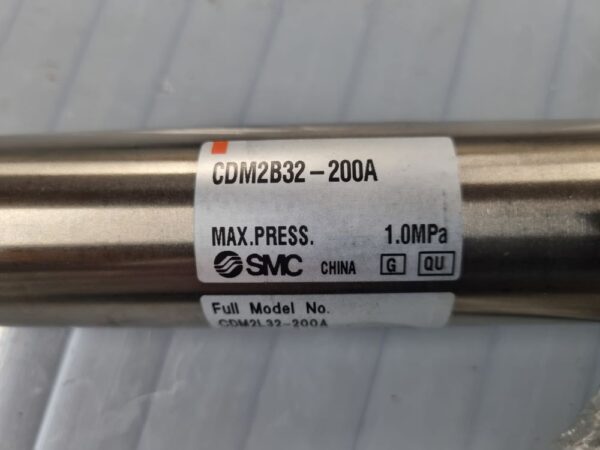 CDM2B32-200A
MAX.PRESS. 1.0MPa
SMC CHINA G QU
Full Model No.
CDM2L32-200A